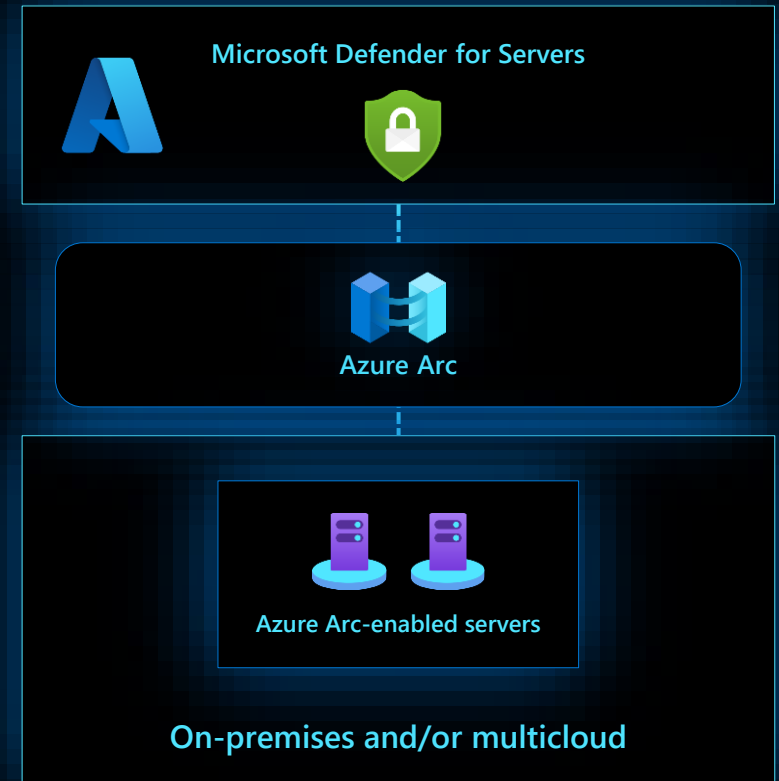 Microsoft Defender for Servers
Azure Arc
Azure Arc-enabled servers
On-premises and/or multicloud